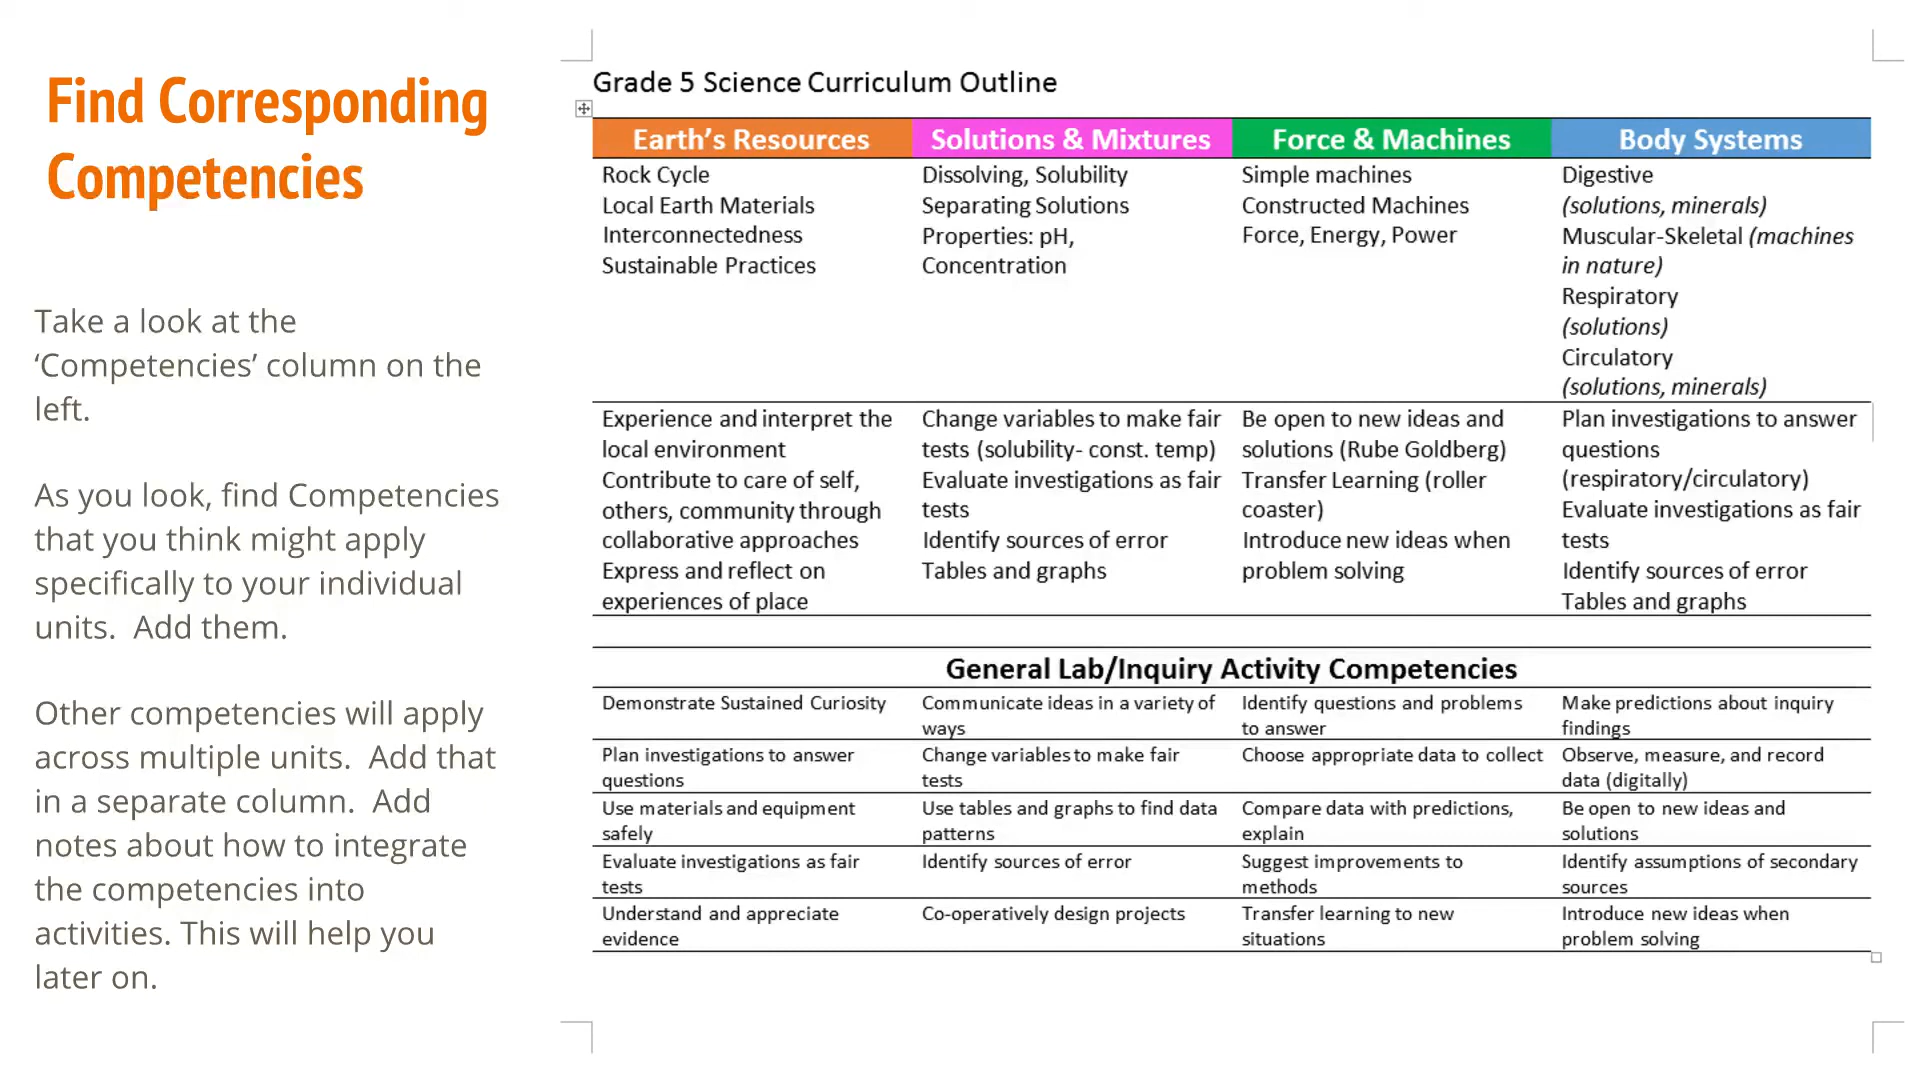 Find Corresponding
Competencies
Take a look at the
‘Competencies’ column on the
left.
As you look, find Competencies
that you think might apply
specifically to your individual
units.  Add them.
Other competencies will apply
across multiple units.  Add that
in a separate column.  Add
notes about how to integrate
the competencies into
activities. This will help you
later on.
Grade 5 Science Curriculum Outline
Earth’s Resources
Solutions & Mixtures
Force & Machines
Body Systems
Rock Cycle
Local Earth Materials
Interconnectedness
Sustainable Practices
Dissolving, Solubility
Separating Solutions
Properties: pH,
Concentration
Simple machines
Constructed Machines
Force, Energy, Power
Digestive
(solutions, minerals)
Muscular-Skeletal (machines
in nature)
Respiratory
(solutions)
Circulatory
(solutions, minerals)
Experience and interpret the
local environment
Contribute to care of self,
others, community through
collaborative approaches
Express and reflect on
experiences of place
Change variables to make fair
tests (solubility- const. temp)
Evaluate investigations as fair
tests
Identify sources of error
Tables and graphs
Be open to new ideas and
solutions (Rube Goldberg)
Transfer Learning (roller
coaster)
Introduce new ideas when
problem solving
Plan investigations to answer
questions
(respiratory/circulatory)
Evaluate investigations as fair
tests
Identify sources of error
Tables and graphs
General Lab/Inquiry Activity Competencies
Demonstrate Sustained Curiosity
Communicate ideas in a variety of
ways
Identify questions and problems
to answer
Make predictions about inquiry
findings
Plan investigations to answer
questions
Change variables to make fair
tests
Choose appropriate data to collect
Observe, measure, and record
data (digitally)
Use materials and equipment
safely
Use tables and graphs to find data
patterns
Compare data with predictions,
explain
Be open to new ideas and
solutions
Evaluate investigations as fair
tests
Identify sources of error
Suggest improvements to
methods
Identify assumptions of secondary
sources
Understand and appreciate
evidence
Co-operatively design projects
Transfer learning to new
situations
Introduce new ideas when
problem solving